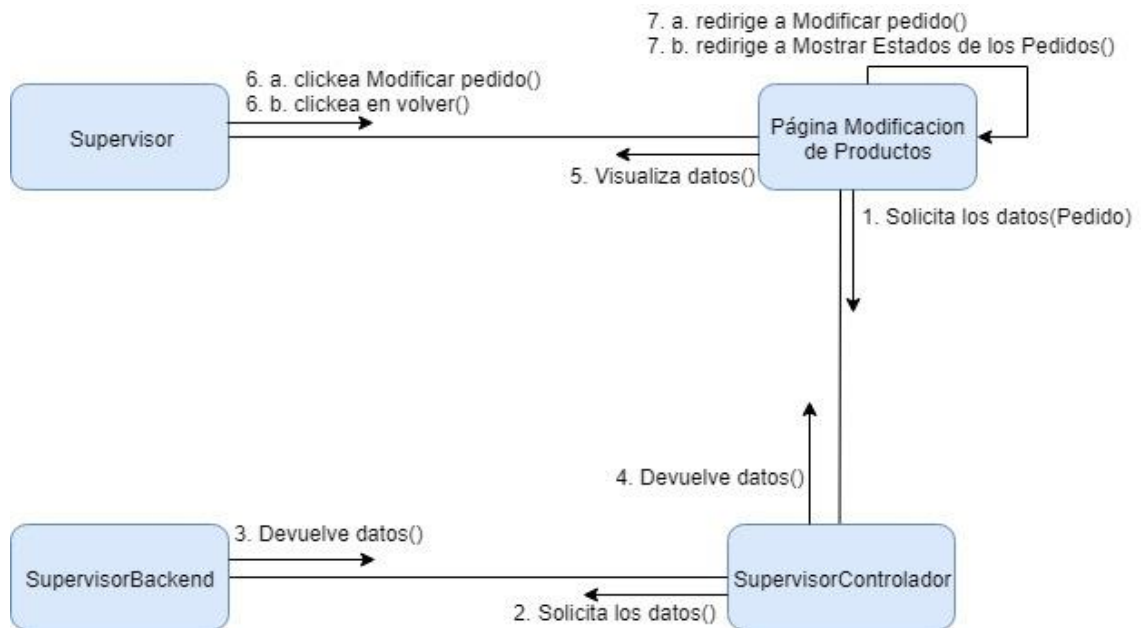 7. a. redirige a Modificar pedido()
7. b. redirige a Mostrar Estados de los Pedidos()
6. a. clickea Modificar pedido()
6. b. clickea en volver()
Supervisor
Página Modificacion
de Productos
5. Visualiza datos()
1. Solicita los datos(Pedido)
4. Devuelve datos()
3. Devuelve datos()
SupervisorBackend
SupervisorControlador
2. Solicita los datos()